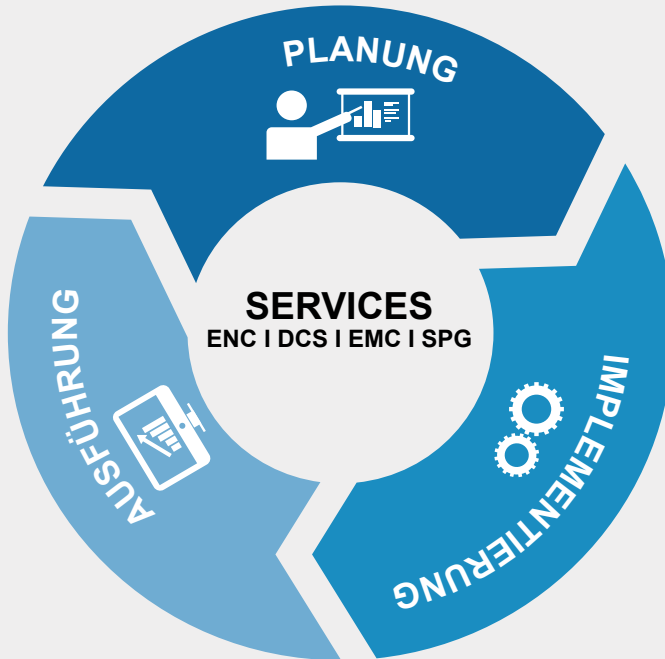 PLANUNG
SERVICES
ENC I DCS I EMC I SPG
IMPLEMENTIERUNG
AUSFÜHRUNG